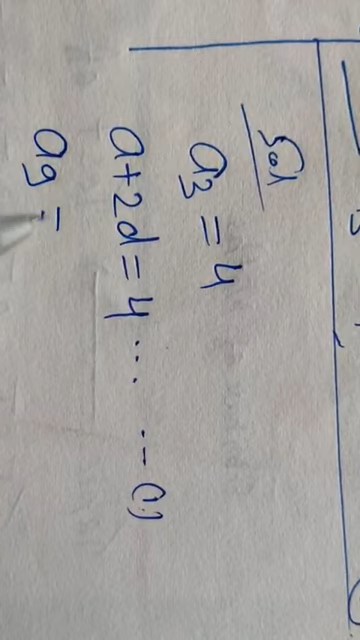 Sol
a3 = 4
a+2d = 4 ... ... (1)
a9 =